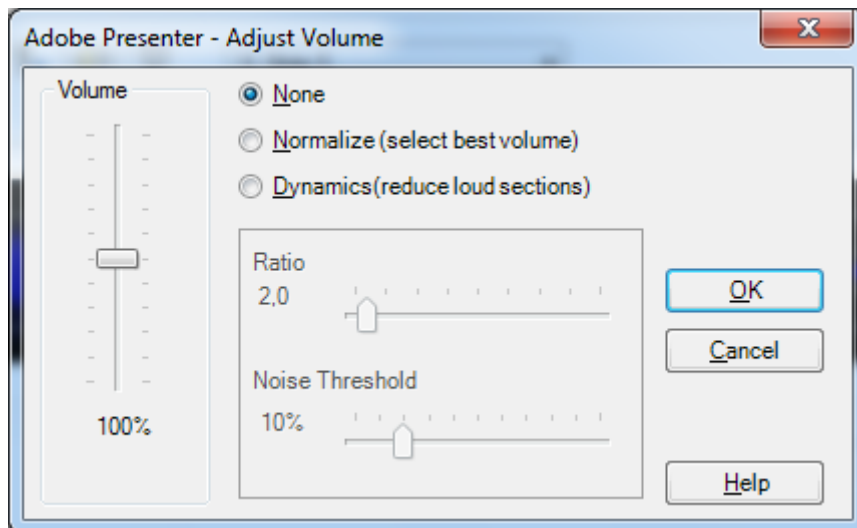 Adobe Presenter - Adjust Volume
Volume
None
Normalize (select best volume)
Dynamics(reduce loud sections)
Ratio
2,0
Noise Threshold
10%
100%
OK
Cancel
Help